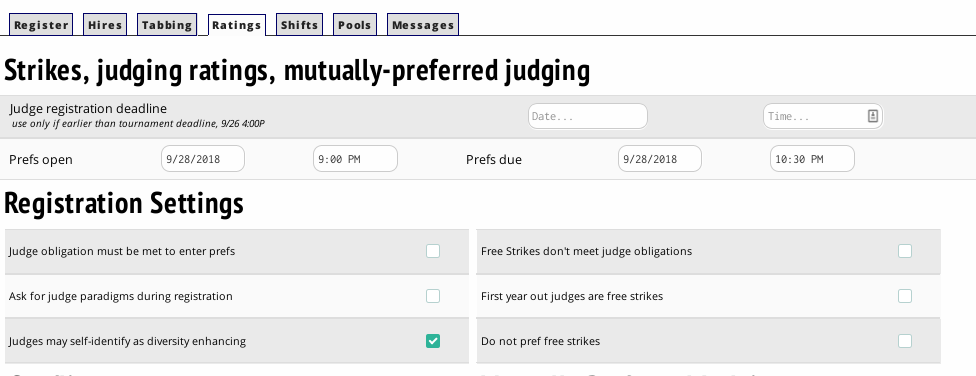 Register Hires Tabbing Ratings Shifts Pools Messages
Strikes, judging ratings, mutually-preferred judging
Judge registration deadline Date... Time...
use only if earlier than tournament deadline, 9/26 4:00P
Prefs open 9/28/2018 9:00 PM Prefs due 9/28/2018 10:30 PM
Registration Settings
Judge obligation must be met to enter prefs Free Strikes don't meet judge obligations
Ask for judge paradigms during registration First year out judges are free strikes
Judges may self-identify as diversity enhancing Do not pref free strikes